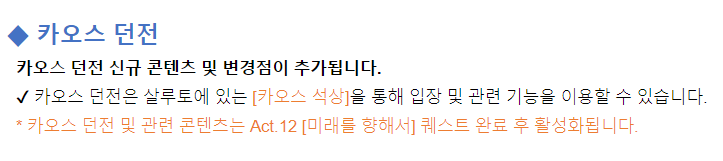 ◆ 카오스 던전
카오스 던전 신규 콘텐츠 및 변경점이 추가됩니다.
✓ 카오스 던전은 살루토에 있는 [카오스 석상]을 통해 입장 및 관련 기능을 이용할 수 있습니다.
* 카오스 던전 및 관련 콘텐츠는 Act.12 [미래를 향해서] 퀘스트 완료 후 활성화됩니다.